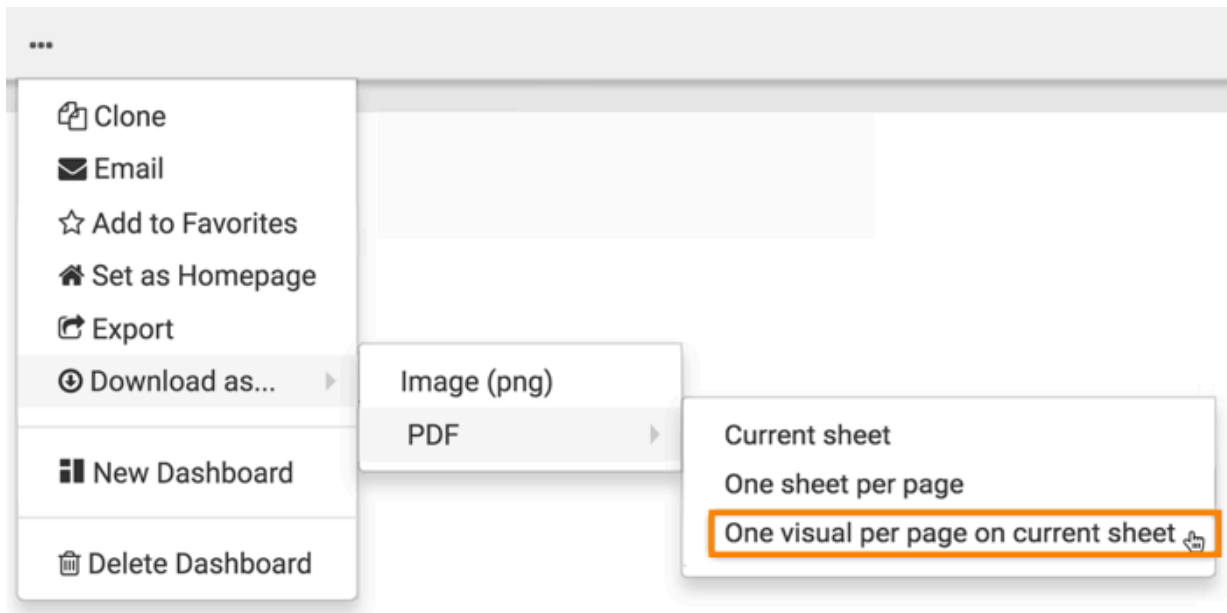 Clone
Email
Add to Favorites
Set as Homepage
Export
Download as...
Image (png)
PDF
Current sheet
One sheet per page
One visual per page on current sheet
New Dashboard
Delete Dashboard